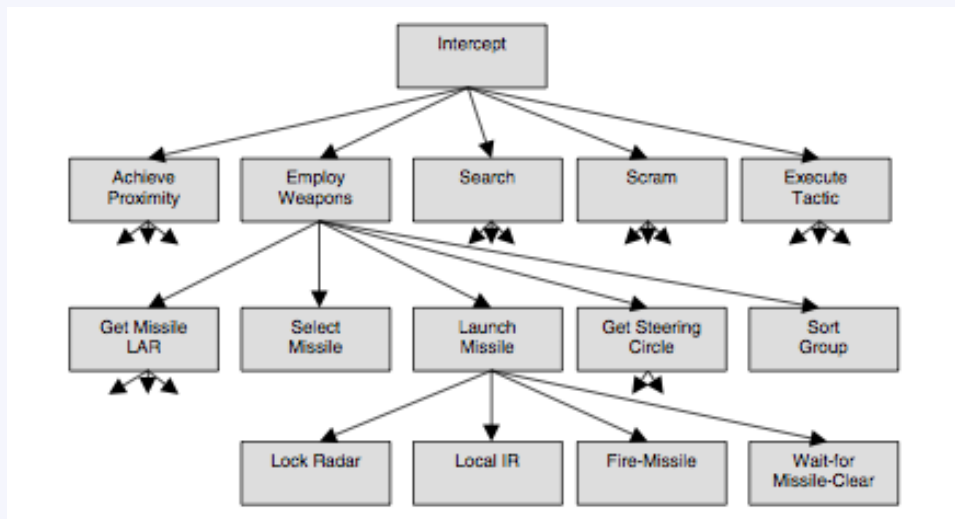 Intercept
Achieve
Proximity
Employ
Weapons
Search
Scram
Execute
Tactic
Get Missile
LAR
Select
Missile
Launch
Missile
Get Steering
Circle
Sort
Group
Lock Radar
Local IR
Fire-Missile
Wait-for
Missile-Clear